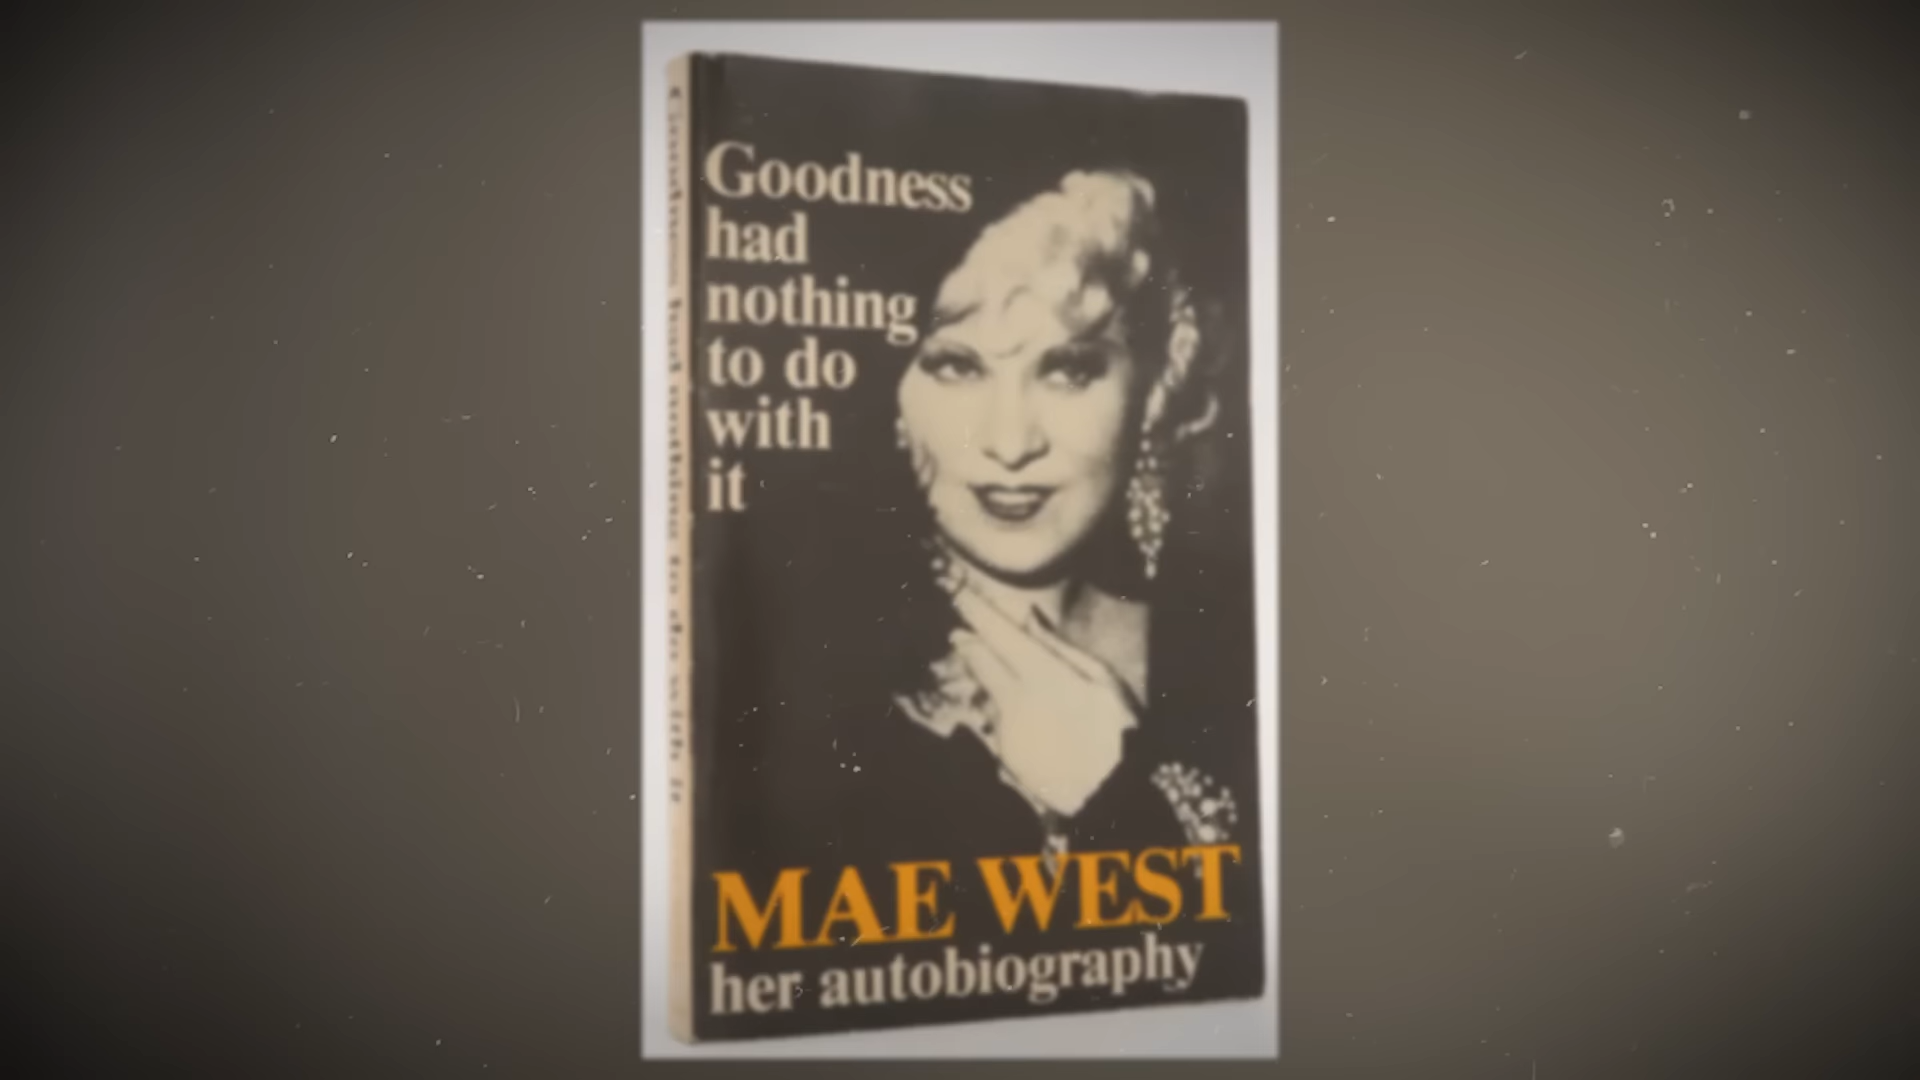 Goodness
had
nothing
to do
with
it
MAE WEST
her autobiography